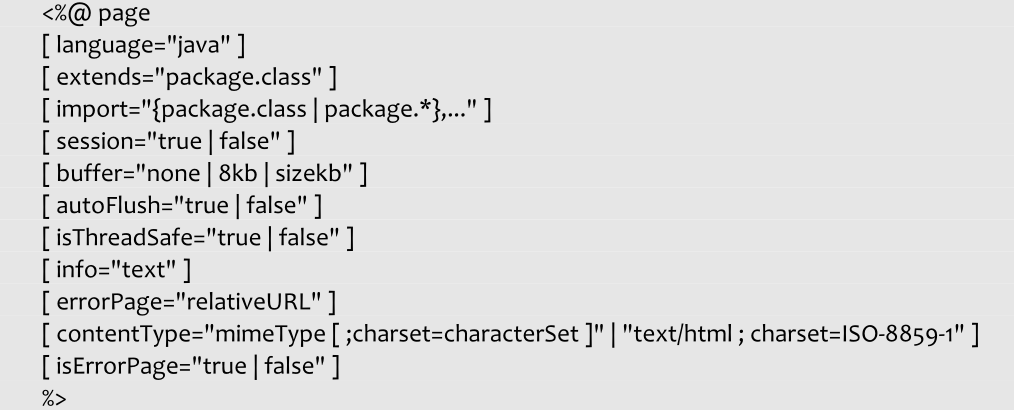 <%@ page
[ language="java" ]
[ extends="package.class" ]
[ import="{package.class | package.*},..." ]
[ session="true | false" ]
[ buffer="none | 8kb | sizekb" ]
[ autoFlush="true | false" ]
[ isThreadSafe="true | false" ]
[ info="text" ]
[ errorPage="relativeURL" ]
[ contentType="mimeType [ ;charset=characterSet ]" | "text/html ; charset=ISO-8859-1" ]
[ isErrorPage="true | false" ]
%>